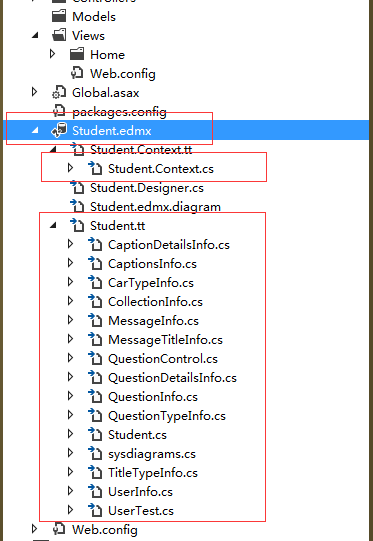 Controllers
Models
Views
Home
Web.config
Global.asax
packages.config
Student.edmx
Student.Context.tt
Student.Context.cs
Student.Designer.cs
Student.edmx.diagram
Student.tt
CaptionDetailsInfo.cs
CaptionsInfo.cs
CarTypeInfo.cs
CollectionInfo.cs
MessageInfo.cs
MessageTitleInfo.cs
QuestionControl.cs
QuestionDetailsInfo.cs
QuestionInfo.cs
QuestionTypeInfo.cs
Student.cs
sysdiagrams.cs
TitleTypeInfo.cs
UserInfo.cs
UserTest.cs
Web.config